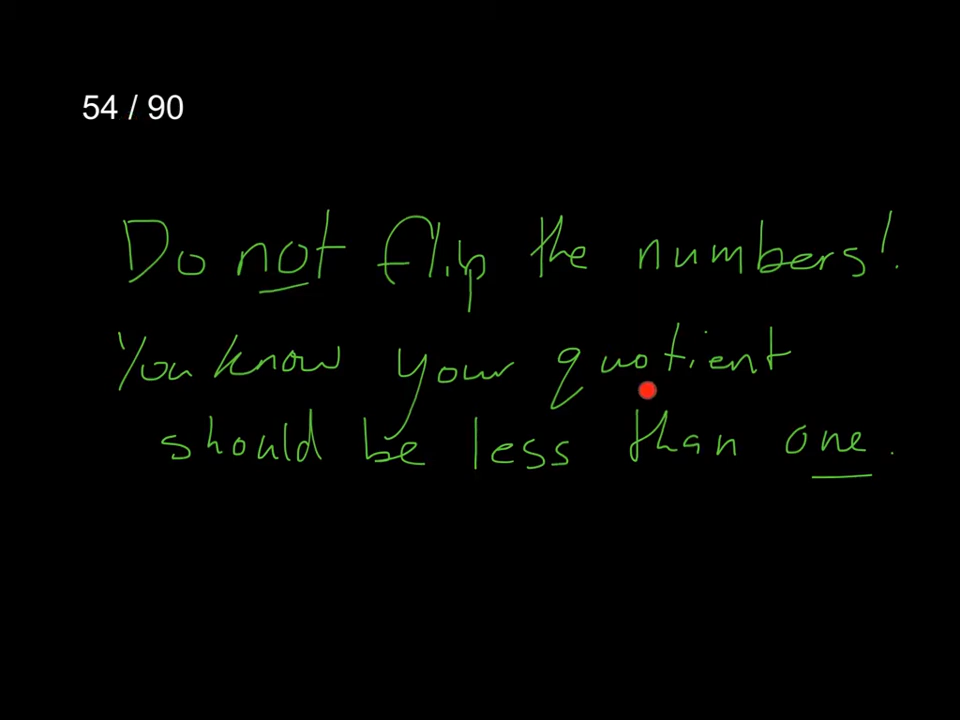 54 / 90
Do not flip the numbers!
You know your quotient
should be less than one.